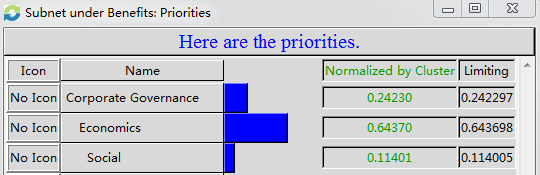 Subnet under Benefits: Priorities
Here are the priorities.
Icon Name Normalized by Cluster Limiting
No Icon Corporate Governance 0.24230 0.242297
No Icon Economics 0.64370 0.643698
No Icon Social 0.11401 0.114005